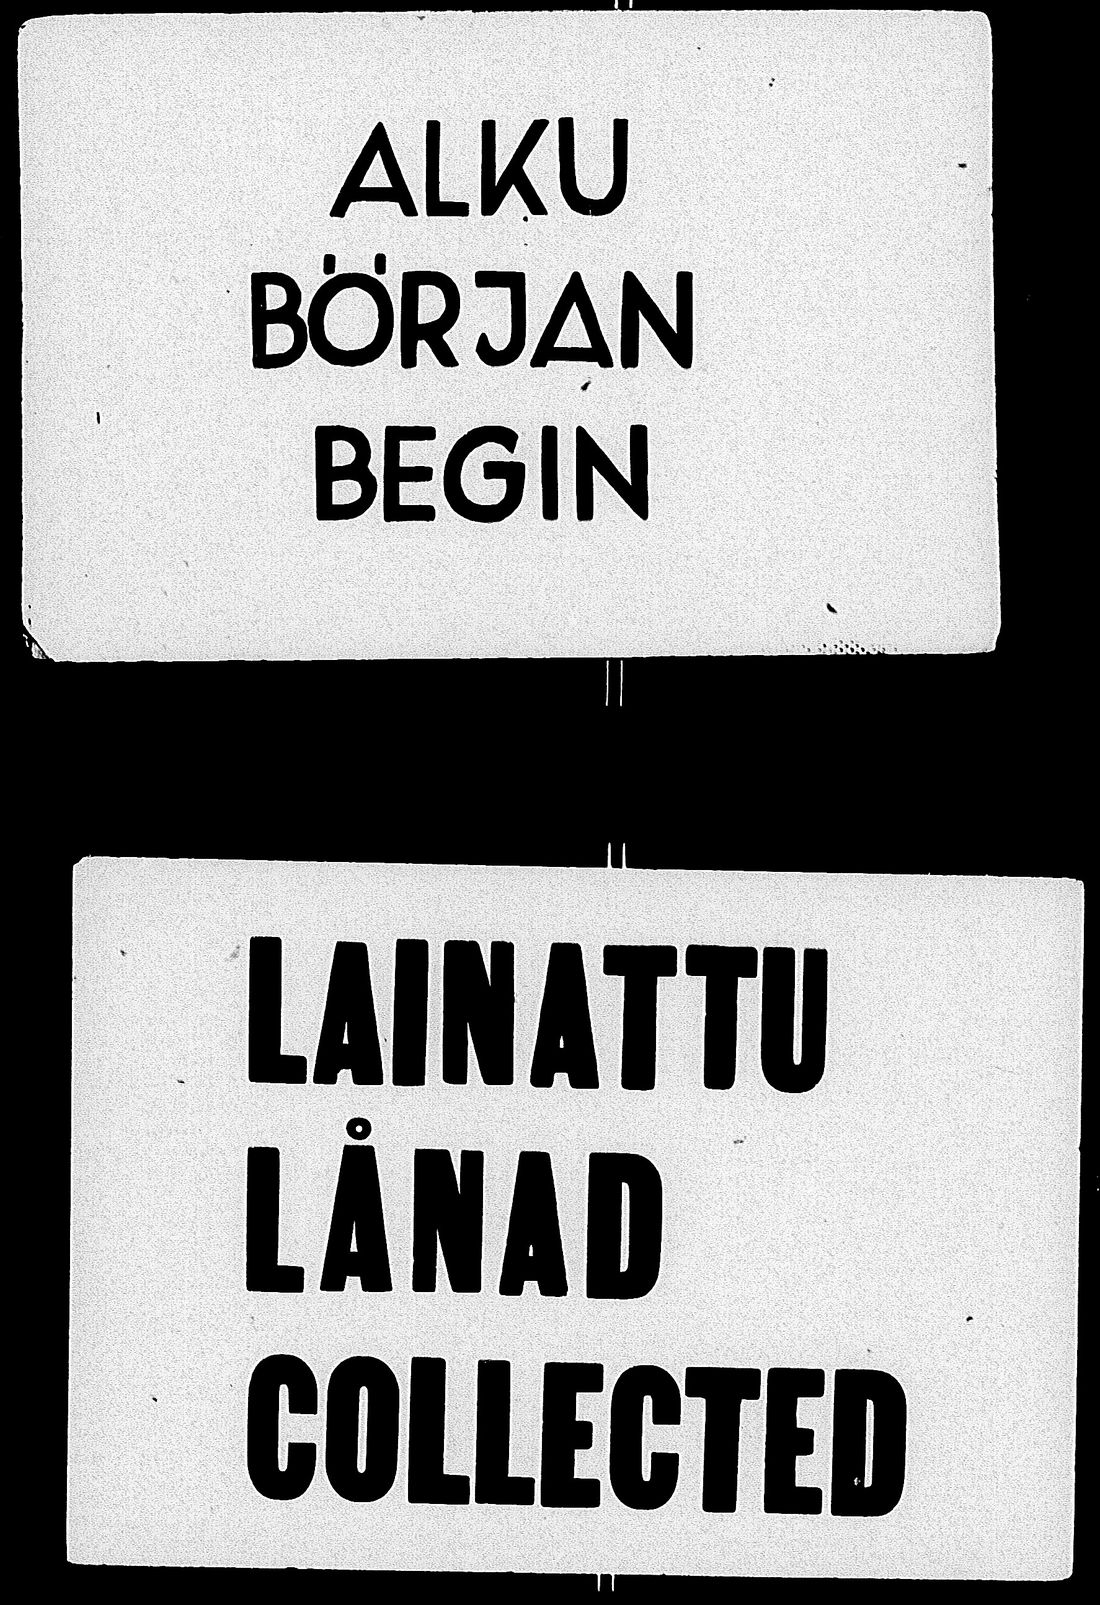 ALKU
BÖRJAN
BEGIN
LAINATTU
LÅNAD
COLLECTED